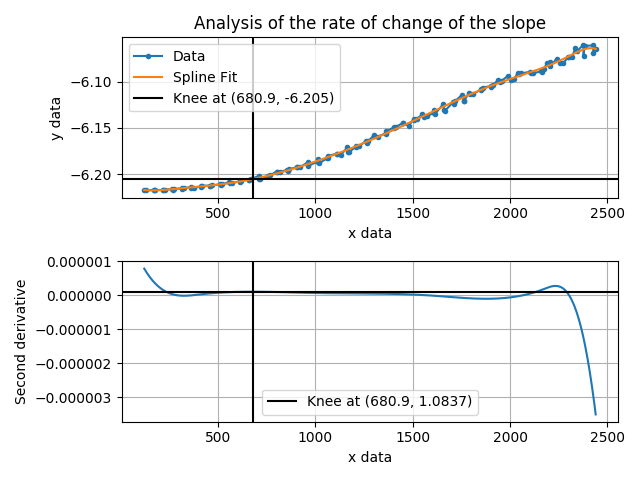 Analysis of the rate of change of the slope
Data
Spline Fit
Knee at (680.9, -6.205)
−6.10
−6.15
−6.20
y data
500
1000
1500
2000
2500
x data
0.000001
0.000000
−0.000001
−0.000002
−0.000003
Second derivative
Knee at (680.9, 1.0837)
500
1000
1500
2000
2500
x data